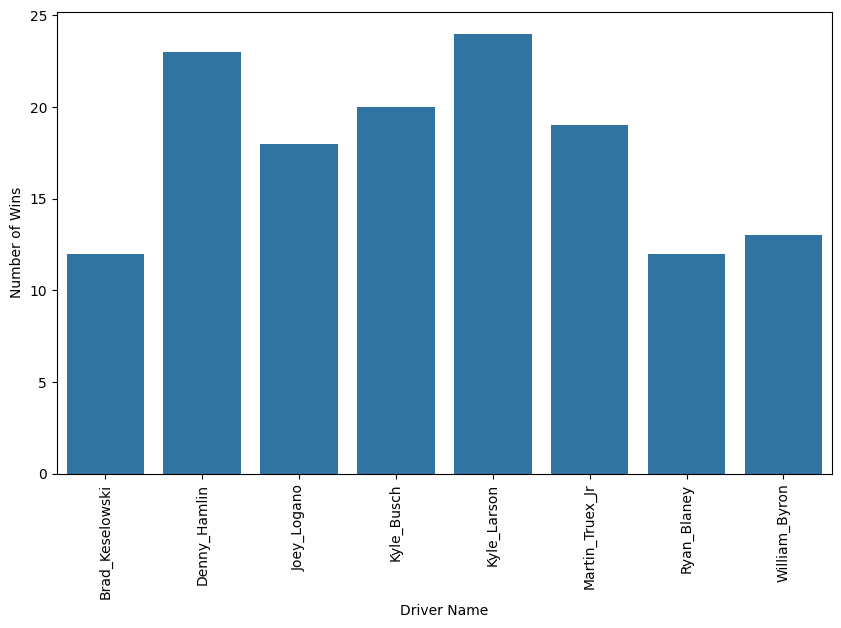 25
20
15
10
5
0
Number of Wins
Brad_Keselowski
Denny_Hamlin
Joey_Logano
Kyle_Busch
Kyle_Larson
Martin_Truex_Jr
Ryan_Blaney
William_Byron
Driver Name